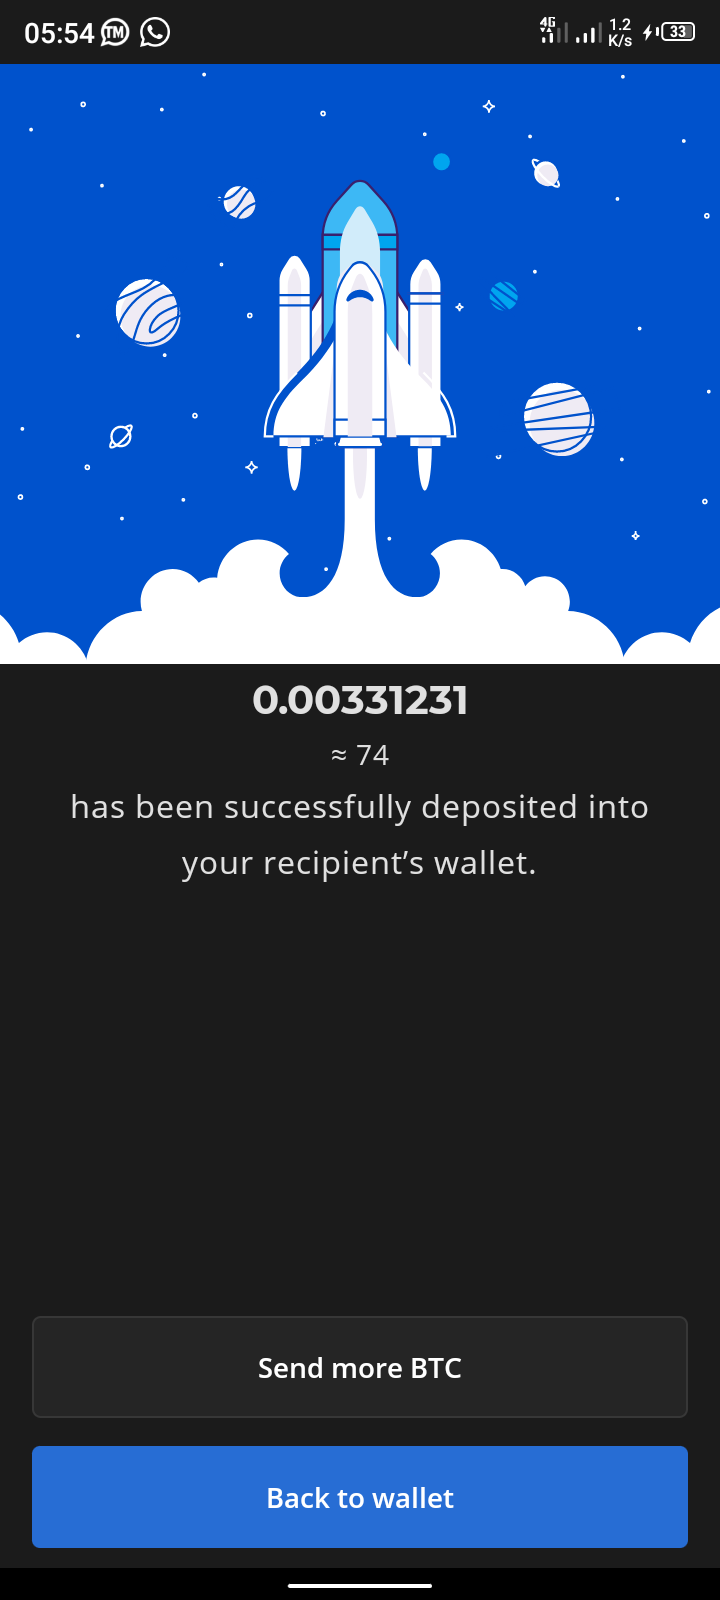 05:54 TM 4G 1.2 K/s 33
0.00331231
≈ 74
has been successfully deposited into
your recipient’s wallet.
Send more BTC
Back to wallet